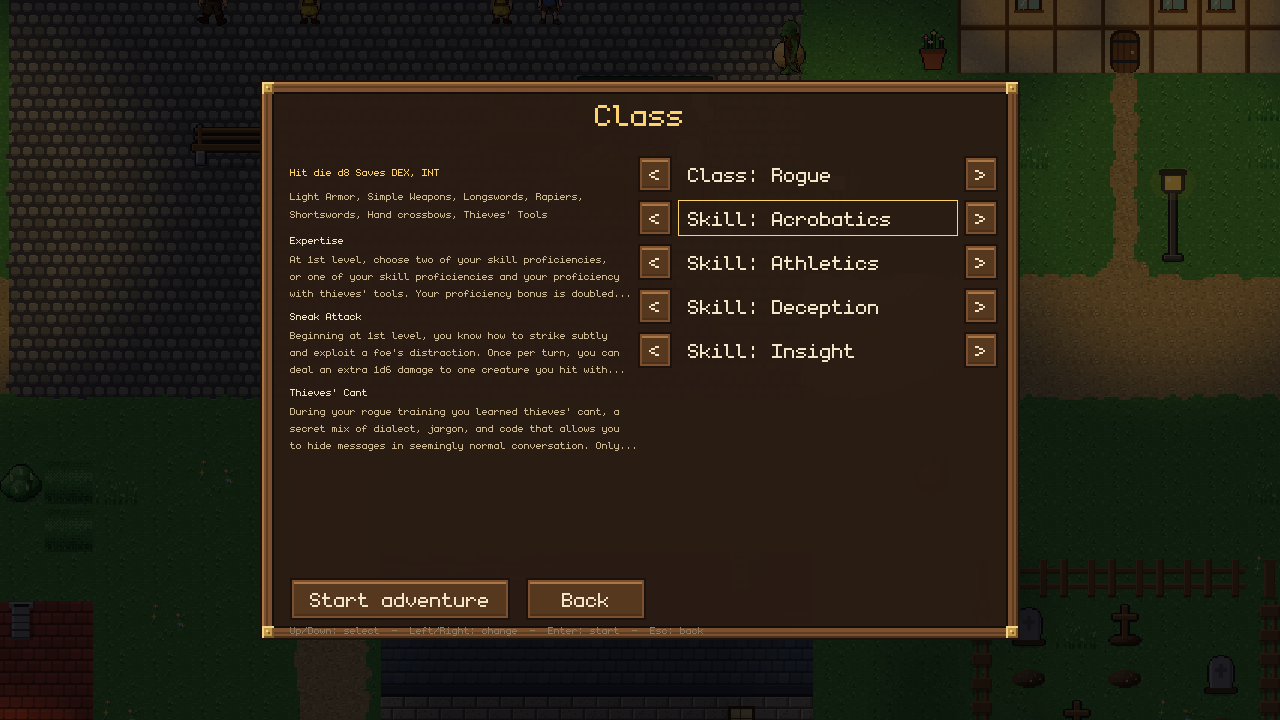 Class
Hit die d8 Saves DEX, INT
Light Armor, Simple Weapons, Longswords, Rapiers,
Shortswords, Hand crossbows, Thieves' Tools
Expertise
At 1st level, choose two of your skill proficiencies,
or one of your skill proficiencies and your proficiency
with thieves' tools. Your proficiency bonus is doubled...
Sneak Attack
Beginning at 1st level, you know how to strike subtly
and exploit a foe's distraction. Once per turn, you can
deal an extra 1d6 damage to one creature you hit with...
Thieves' Cant
During your rogue training you learned thieves' cant, a
secret mix of dialect, jargon, and code that allows you
to hide messages in seemingly normal conversation. Only...
< Class: Rogue >
< Skill: Acrobatics >
< Skill: Athletics >
< Skill: Deception >
< Skill: Insight >
Start adventure
Back
Up/Down: select - Left/Right: change - Enter: start - Esc: back